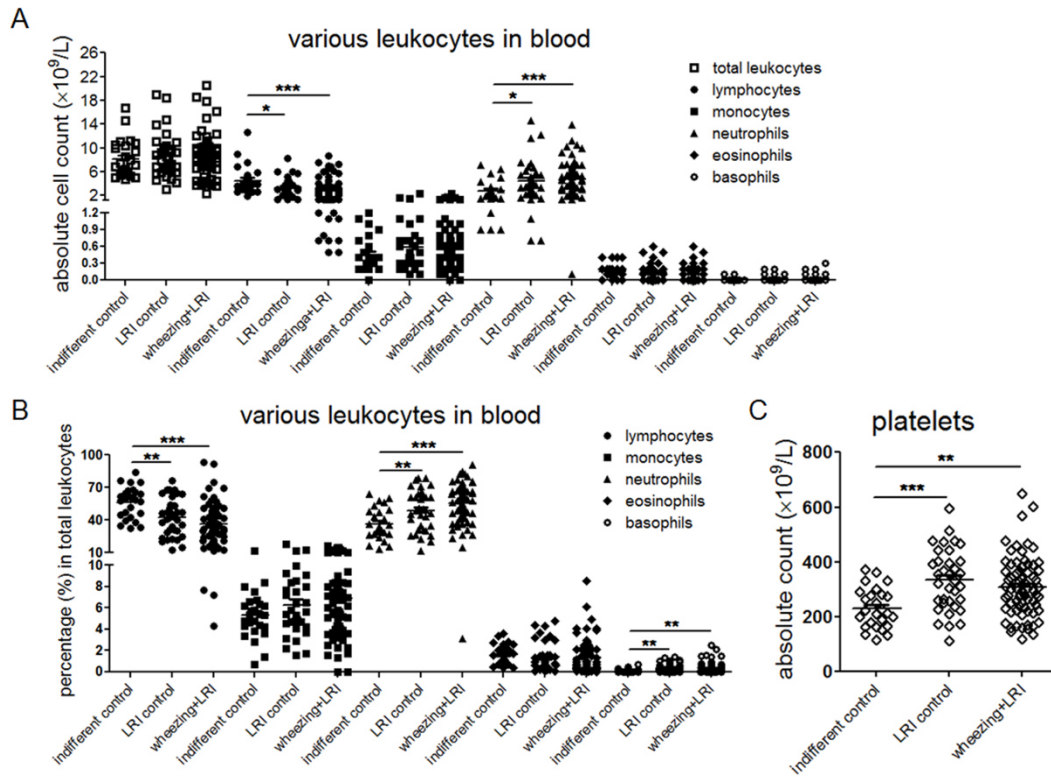 A
various leukocytes in blood
absolute cell count (×10⁹/L)
26
22
18
14
10
6
2
1.2
0.9
0.6
0.3
0.0
***
*
***
*
total leukocytes
lymphocytes
monocytes
neutrophils
eosinophils
basophils
indifferent control
LRI control
wheezing+LRI
indifferent control
LRI control
wheezinga+LRI
indifferent control
LRI control
wheezing+LRI
indifferent control
LRI control
wheezing+LRI
indifferent control
LRI control
wheezing+LRI
indifferent control
LRI control
wheezing+LRI
B
various leukocytes in blood
percentage (%) in total leukocytes
100
70
40
10
10
8
6
4
2
0
***
**
***
**
**
**
lymphocytes
monocytes
neutrophils
eosinophils
basophils
indifferent control
LRI control
wheezing+LRI
indifferent control
LRI control
wheezing+LRI
indifferent control
LRI control
wheezing+LRI
indifferent control
LRI control
wheezing+LRI
indifferent control
LRI control
wheezing+LRI
C
platelets
absolute count (×10⁹/L)
800
600
400
200
0
**
***
indifferent control
LRI control
wheezing+LRI